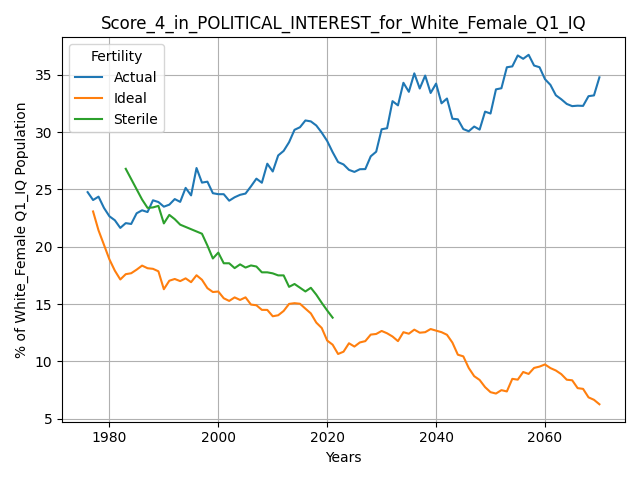 Score_4_in_POLITICAL_INTEREST_for_White_Female_Q1_IQ
Fertility
Actual
Ideal
Sterile
% of White_Female Q1_IQ Population
35
30
25
20
15
10
5
1980
2000
2020
2040
2060
Years